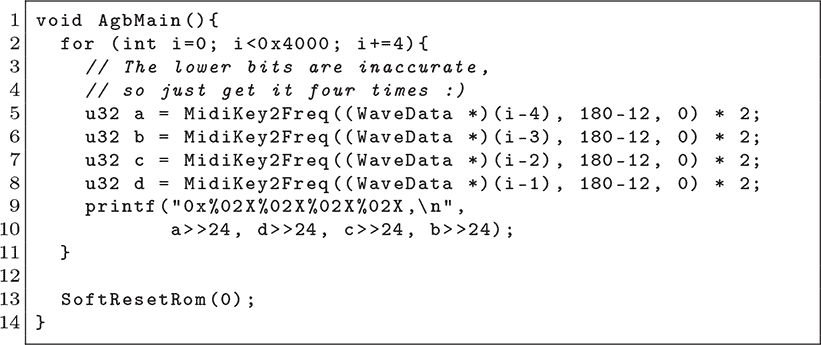 1 void AgbMain(){
2   for (int i=0; i<0x4000; i+=4){
3     // The lower bits are inaccurate,
4     // so just get it four times :)
5     u32 a = MidiKey2Freq((WaveData *)(i-4), 180-12, 0) * 2;
6     u32 b = MidiKey2Freq((WaveData *)(i-3), 180-12, 0) * 2;
7     u32 c = MidiKey2Freq((WaveData *)(i-2), 180-12, 0) * 2;
8     u32 d = MidiKey2Freq((WaveData *)(i-1), 180-12, 0) * 2;
9     printf("0x%02X%02X%02X%02X,\n",
10            a>>24, d>>24, c>>24, b>>24);
11   }
12
13   SoftResetRom(0);
14 }